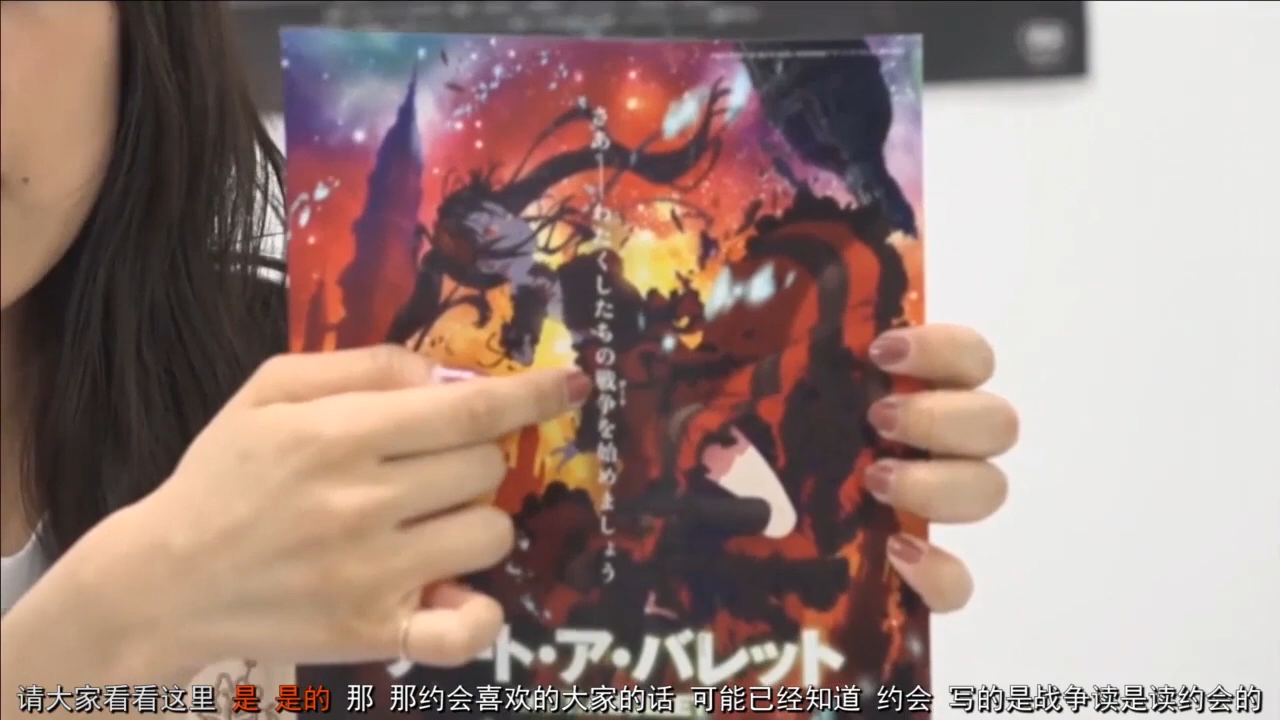 さあ――わたくしたちの戦争を始めましょう
ート・ア・バレット
请大家看看这里 是 是的 那 那约会喜欢的大家的话 可能已经知道 约会 写的是战争读是读约会的